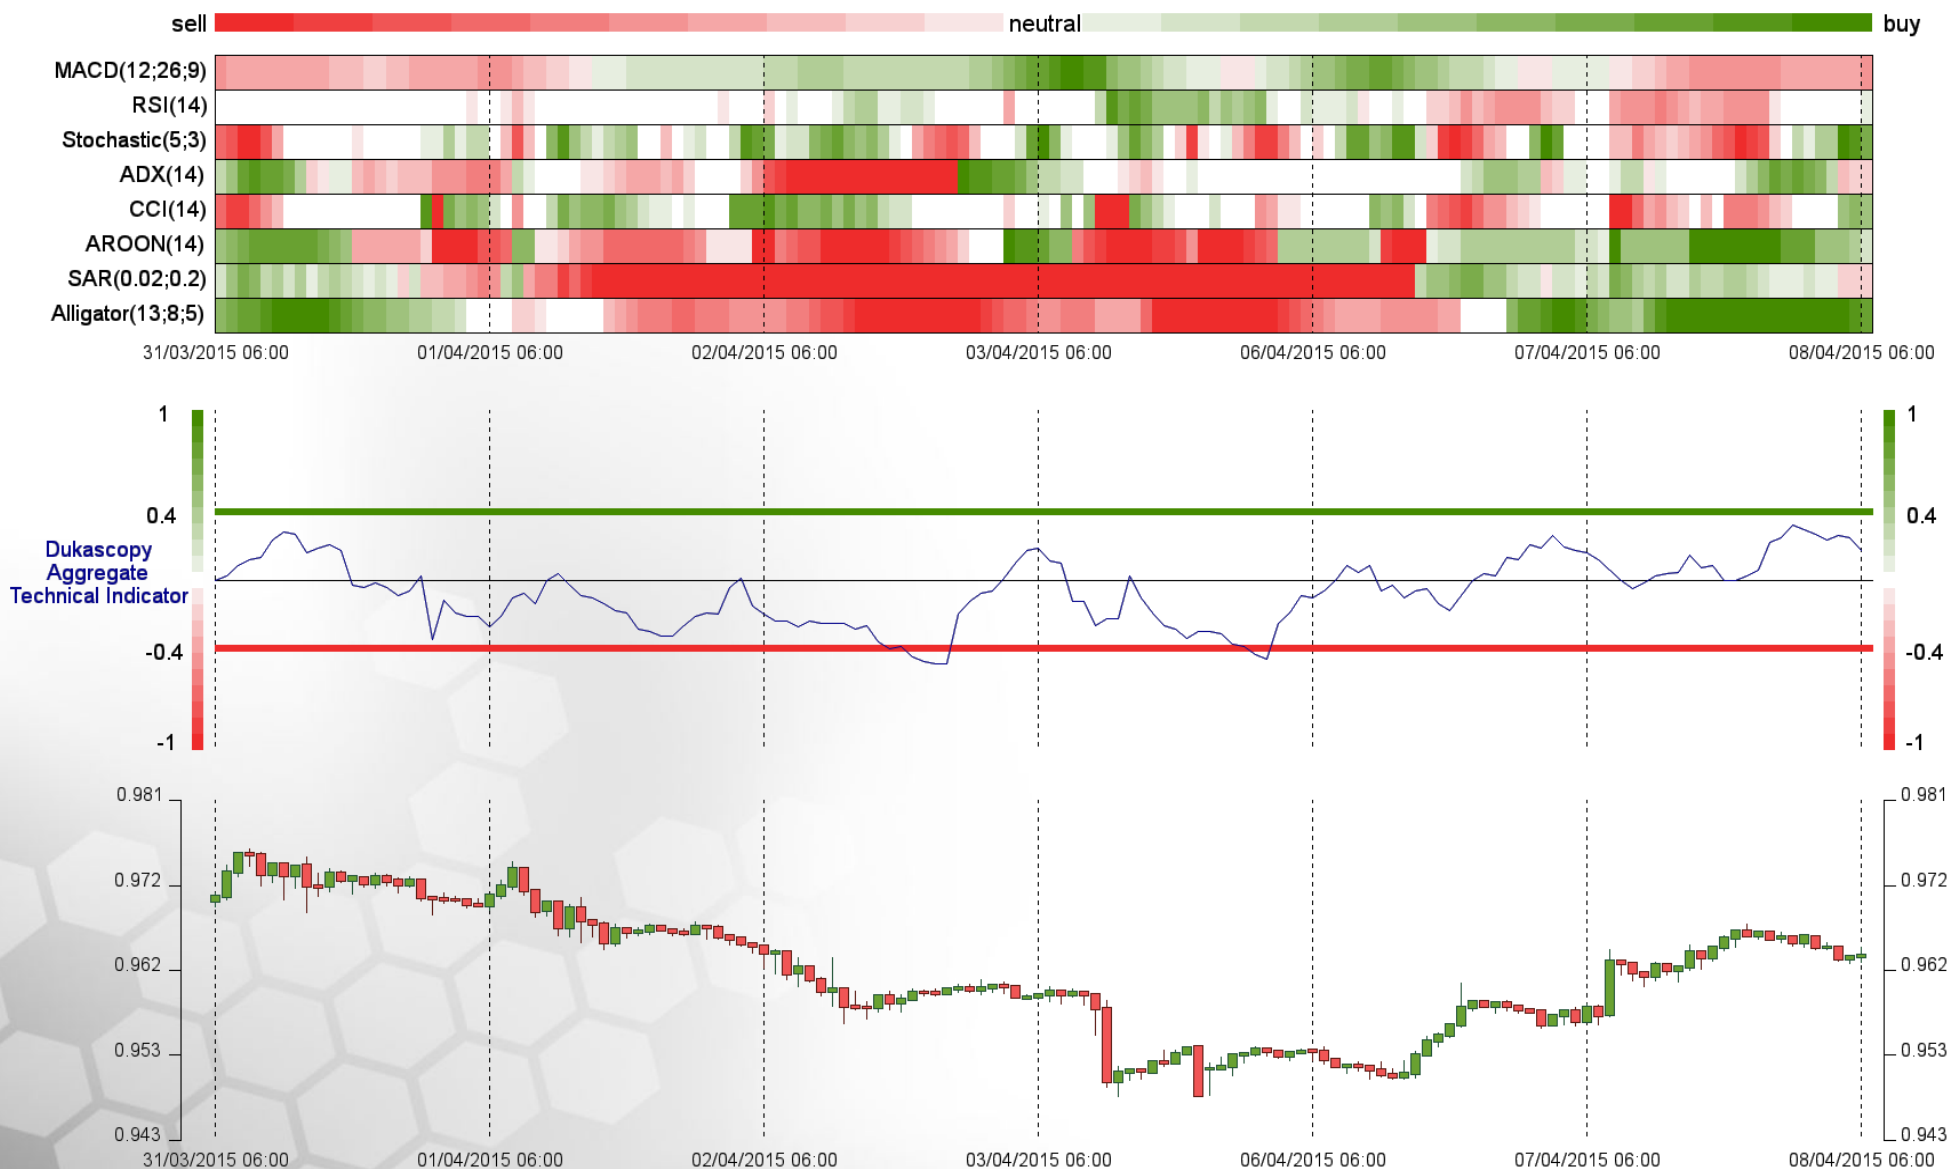 sell neutral buy
MACD(12;26;9)
RSI(14)
Stochastic(5;3)
ADX(14)
CCI(14)
AROON(14)
SAR(0.02;0.2)
Alligator(13;8;5)
31/03/2015 06:00 01/04/2015 06:00 02/04/2015 06:00 03/04/2015 06:00 06/04/2015 06:00 07/04/2015 06:00 08/04/2015 06:00
1 1
0.4 0.4
Dukascopy
Aggregate
Technical Indicator
-0.4 -0.4
-1 -1
0.981 0.981
0.972 0.972
0.962 0.962
0.953 0.953
0.943 0.943
31/03/2015 06:00 01/04/2015 06:00 02/04/2015 06:00 03/04/2015 06:00 06/04/2015 06:00 07/04/2015 06:00 08/04/2015 06:00